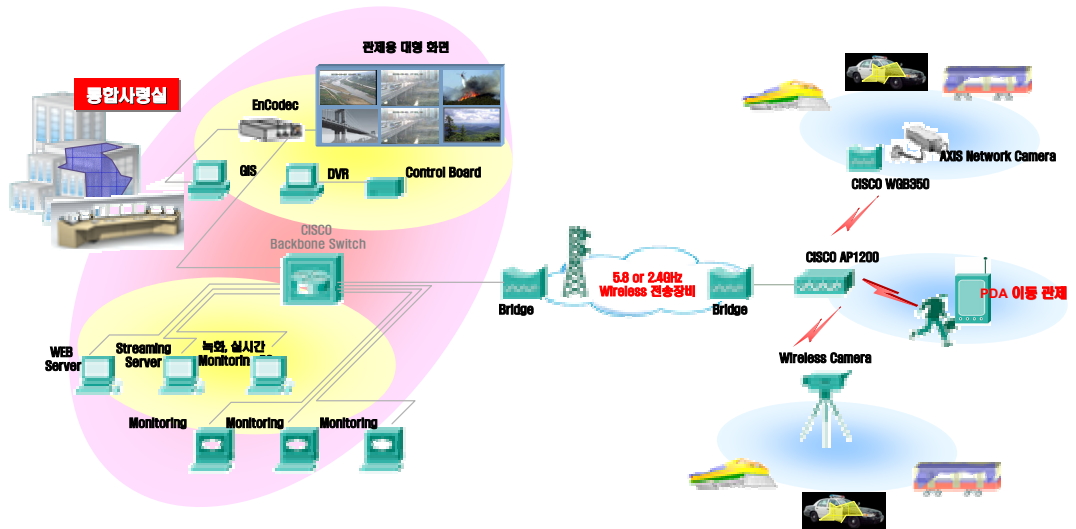 관제용 대형 화면
통합사령실
EnCodec
GIS
DVR
Control Board
CISCO
Backbone Switch
AXIS Network Camera
CISCO WGB350
5.8 or 2.4GHz
Wireless 전송장비
Bridge
Bridge
CISCO AP1200
PDA 이동 관제
WEB
Server
Streaming
Server
녹화, 실시간
Wireless Camera
Monitoring
Monitoring
Monitoring